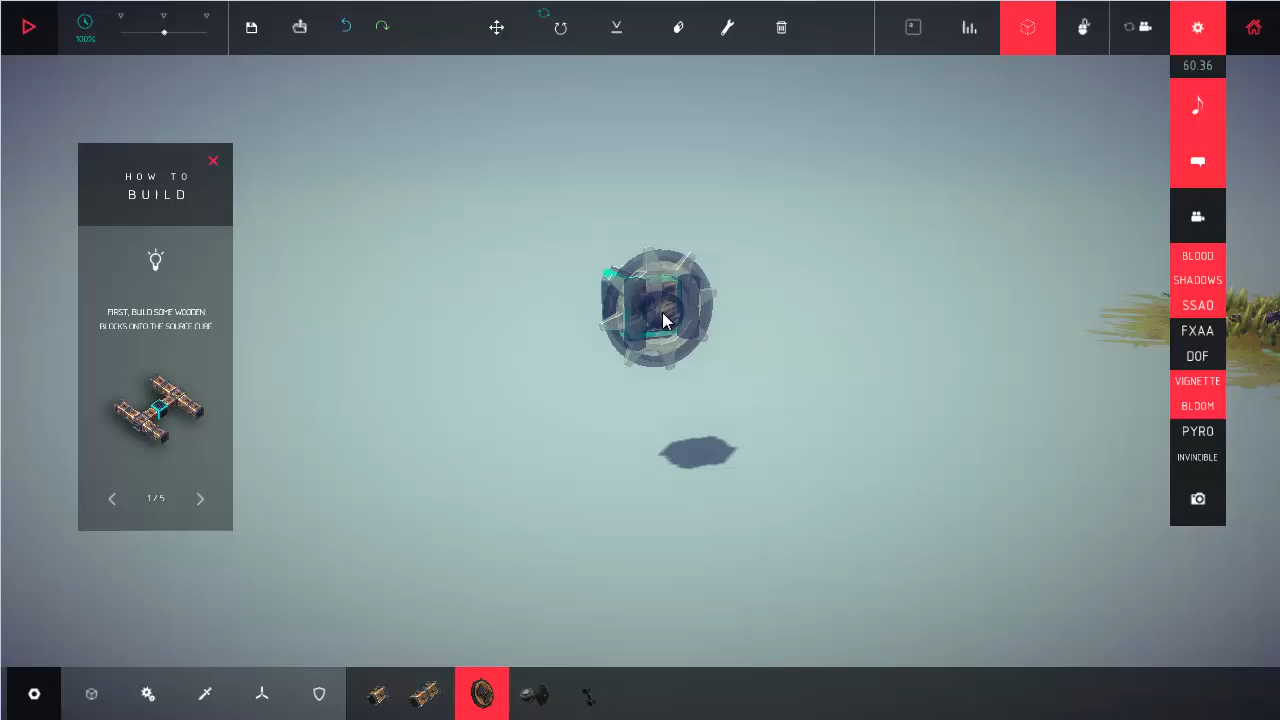 100%
60.36
HOW TO
BUILD
FIRST, BUILD SOME WOODEN
BLOCKS ONTO THE SOURCE CUBE
1/5
BLOOD
SHADOWS
SSAO
FXAA
DOF
VIGNETTE
BLOOM
PYRO
INVINCIBLE